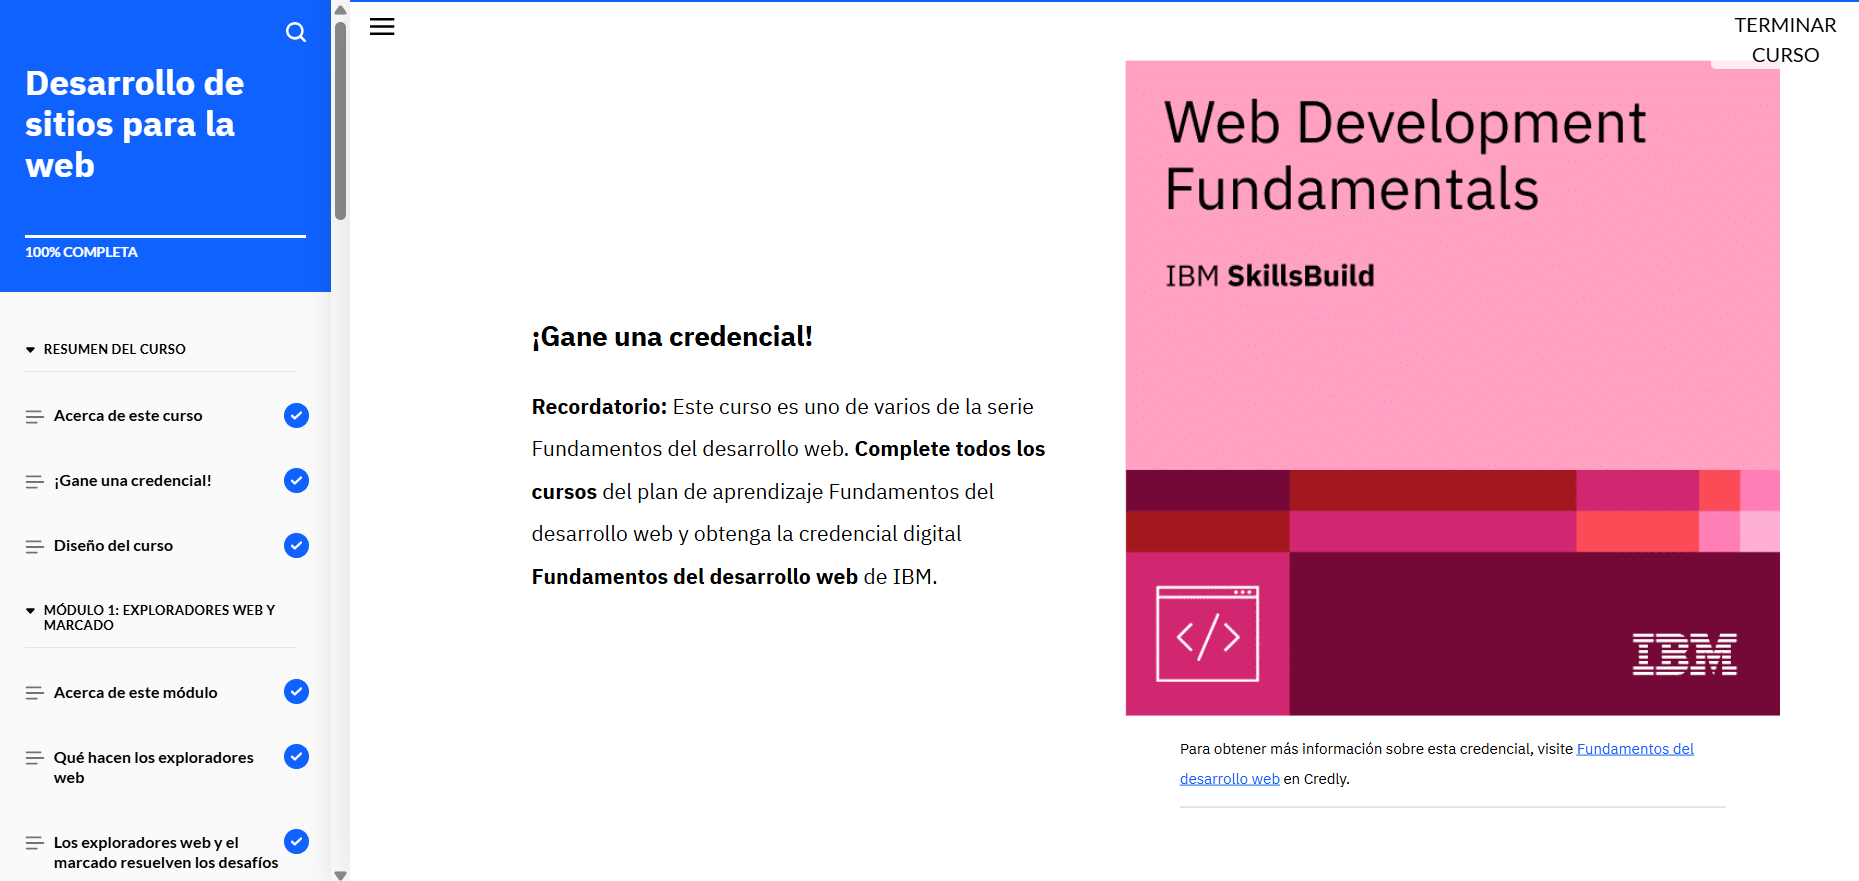 Desarrollo de
sitios para la
web
100% COMPLETA
RESUMEN DEL CURSO
Acerca de este curso
¡Gane una credencial!
Diseño del curso
MÓDULO 1: EXPLORADORES WEB Y
MARCADO
Acerca de este módulo
Qué hacen los exploradores
web
Los exploradores web y el
marcado resuelven los desafíos
TERMINAR
CURSO
¡Gane una credencial!
Recordatorio: Este curso es uno de varios de la serie
Fundamentos del desarrollo web. Complete todos los
cursos del plan de aprendizaje Fundamentos del
desarrollo web y obtenga la credencial digital
Fundamentos del desarrollo web de IBM.
Web Development
Fundamentals
IBM SkillsBuild
</>
IBM
Para obtener más información sobre esta credencial, visite Fundamentos del
desarrollo web en Credly.